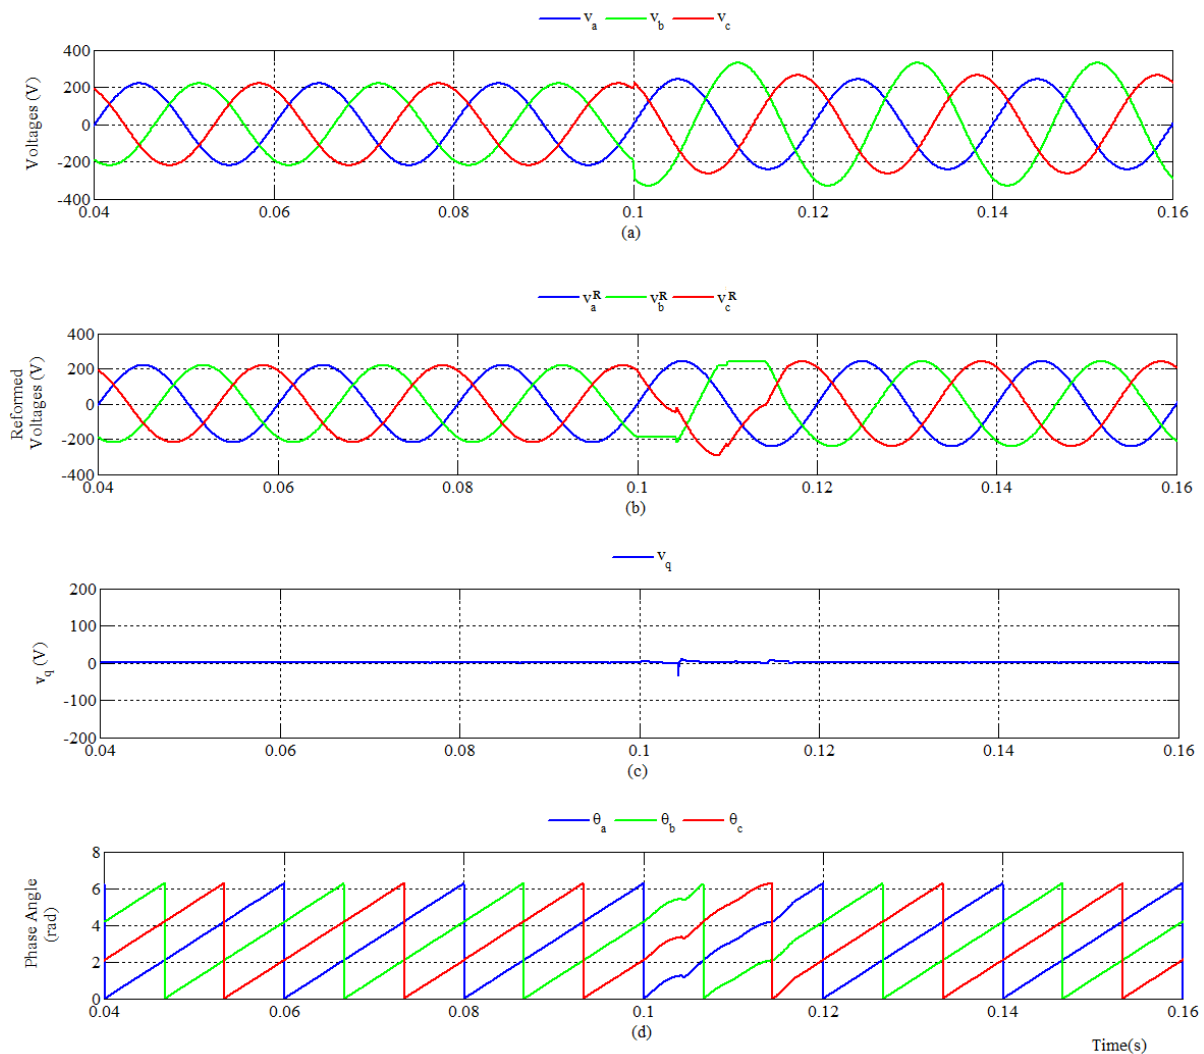 v_a v_b v_c
Voltages (V)
400
200
0
-200
-400
0.04 0.06 0.08 0.1 0.12 0.14 0.16
(a)
v_a^R v_b^R v_c^R
Reformed
Voltages (V)
400
200
0
-200
-400
0.04 0.06 0.08 0.1 0.12 0.14 0.16
(b)
v_q
v_q (V)
200
100
0
-100
-200
0.04 0.06 0.08 0.1 0.12 0.14 0.16
(c)
θ_a θ_b θ_c
Phase Angle
(rad)
8
6
4
2
0
0.04 0.06 0.08 0.1 0.12 0.14 0.16
(d)
Time(s)